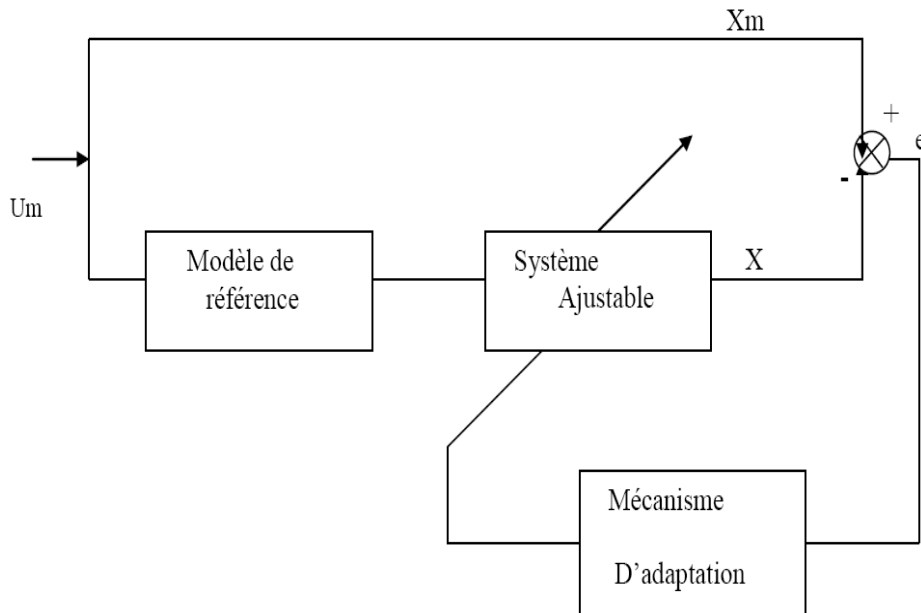 Xm
+
e
-
Um
Modèle de
référence
Système
Ajustable
X
Mécanisme
D’adaptation